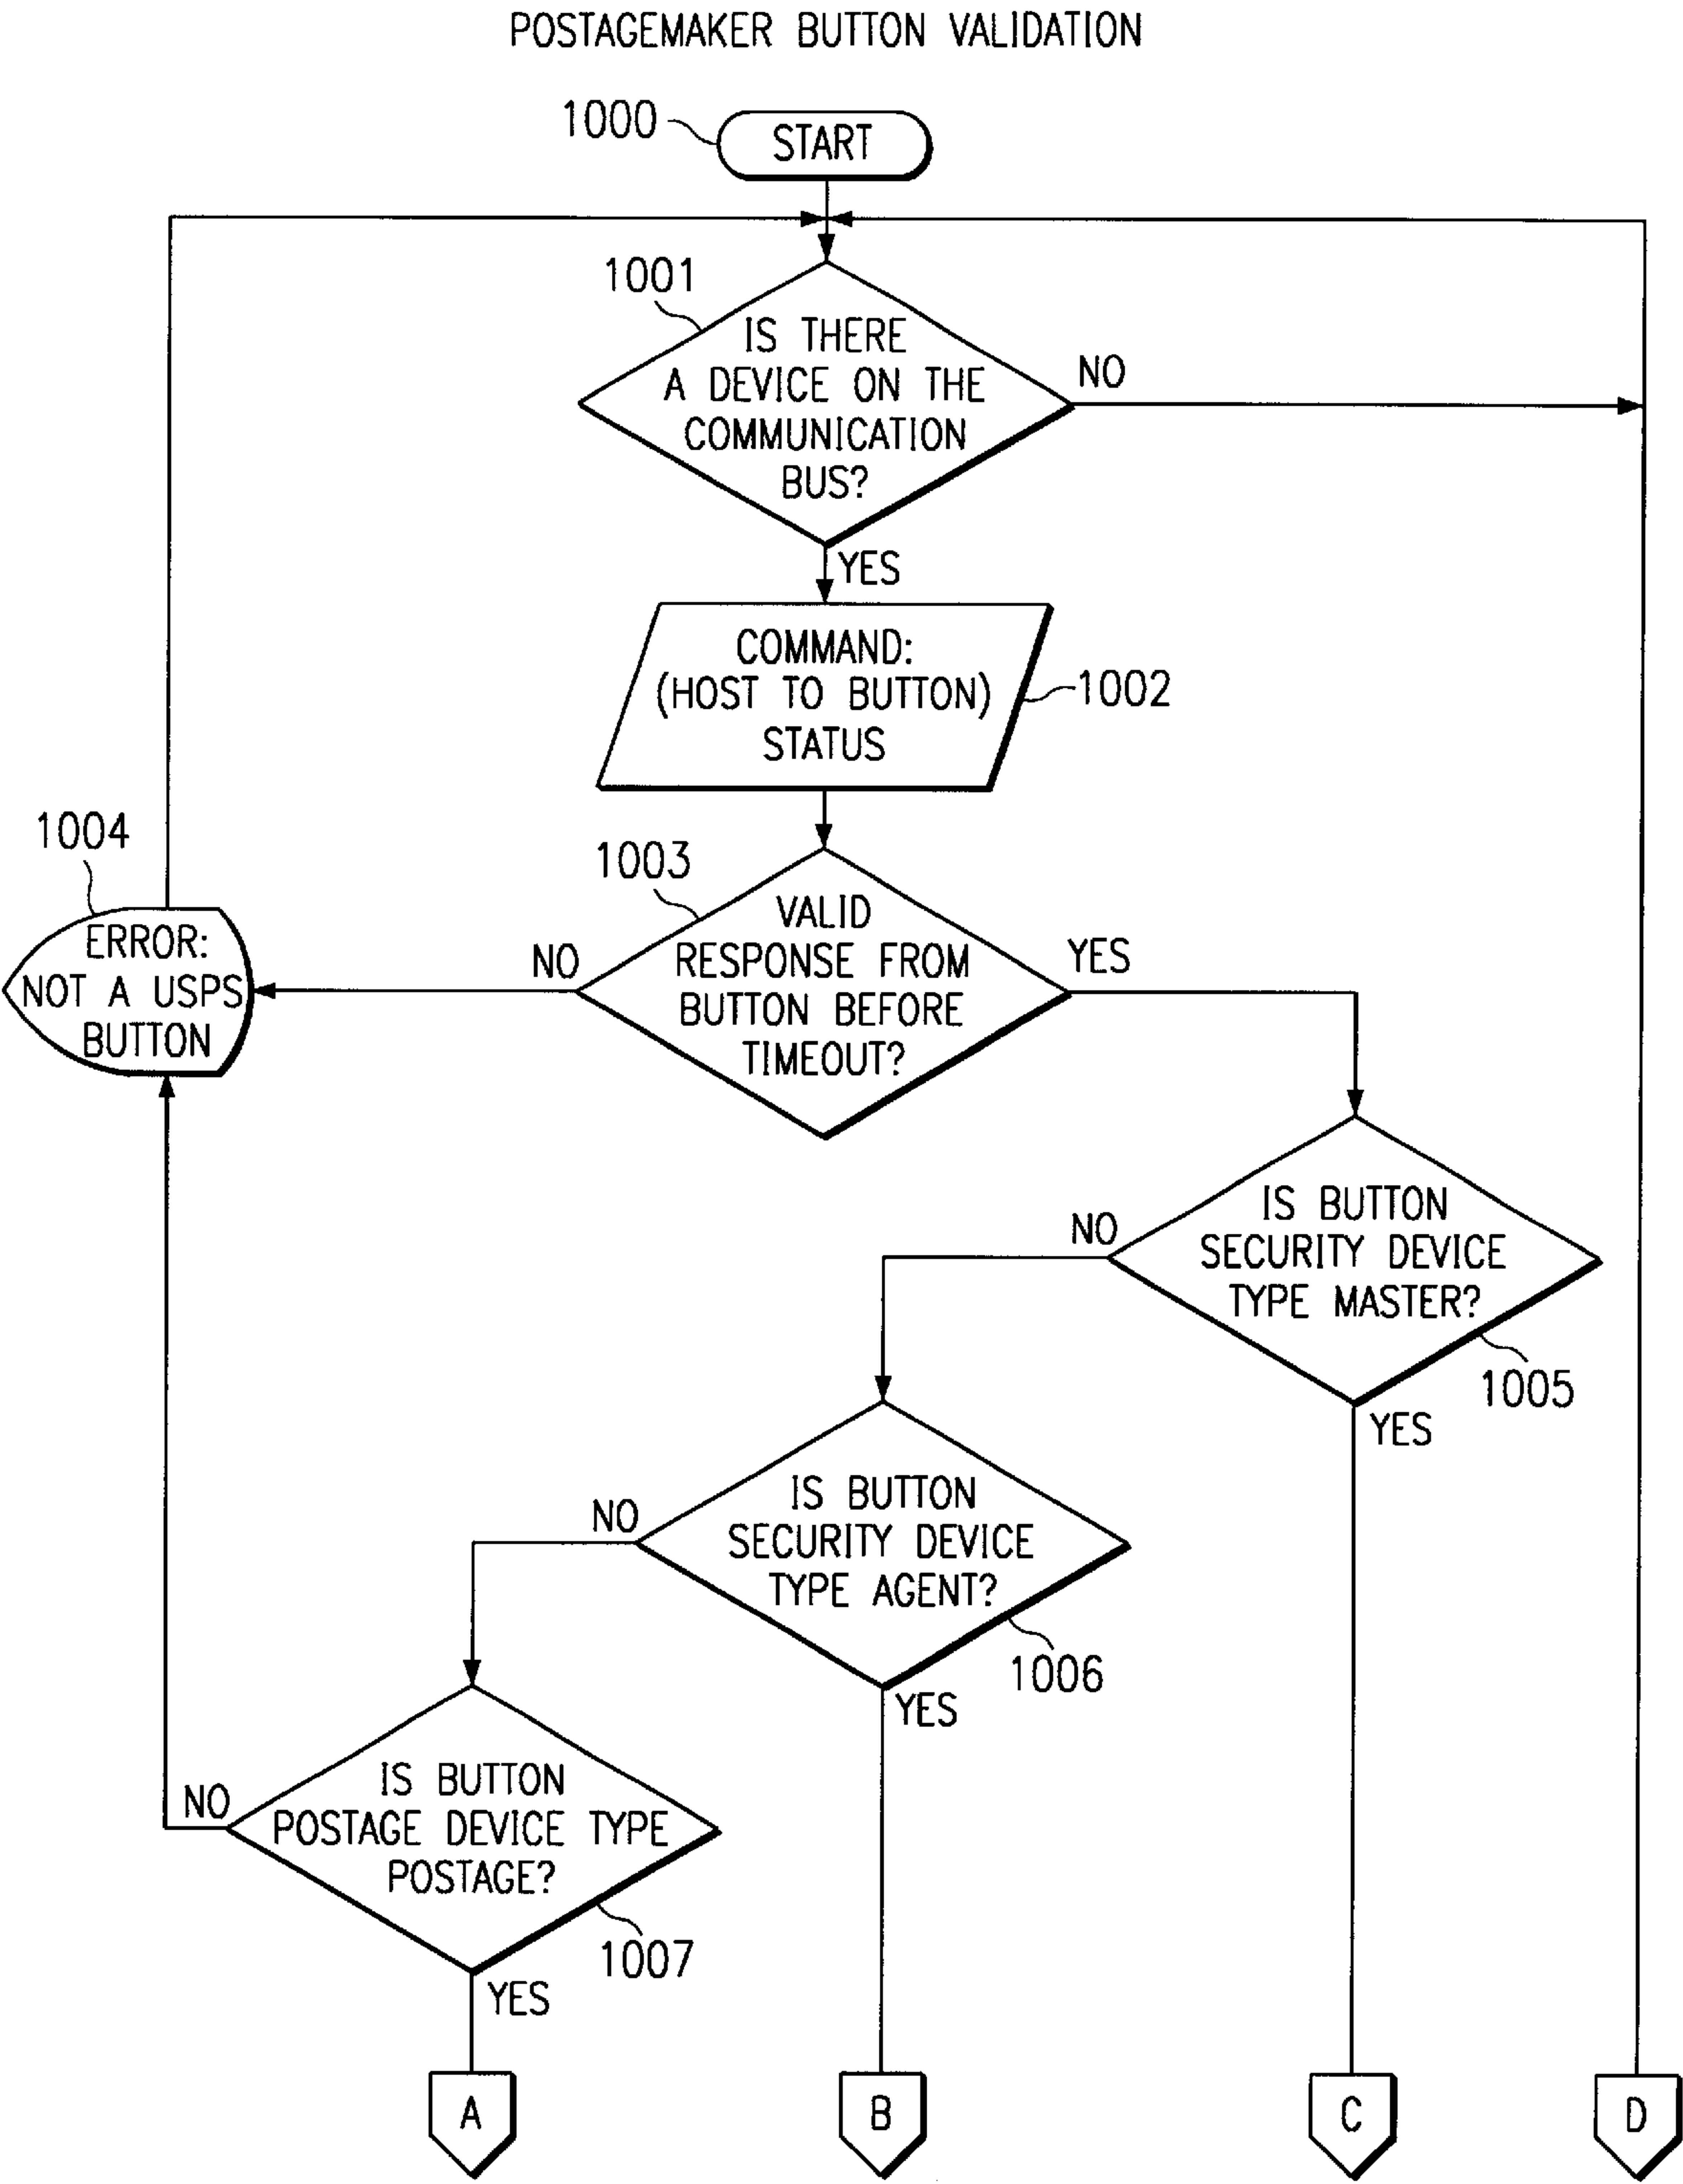 POSTAGEMAKER BUTTON VALIDATION
1000
START
1001
IS THERE
A DEVICE ON THE
COMMUNICATION
BUS?
NO
YES
COMMAND:
(HOST TO BUTTON)
STATUS
1002
1004
ERROR:
NOT A USPS
BUTTON
1003
NO
VALID
RESPONSE FROM
BUTTON BEFORE
TIMEOUT?
YES
NO
IS BUTTON
SECURITY DEVICE
TYPE MASTER?
1005
YES
NO
IS BUTTON
SECURITY DEVICE
TYPE AGENT?
1006
YES
NO
IS BUTTON
POSTAGE DEVICE TYPE
POSTAGE?
1007
YES
A
B
C
D